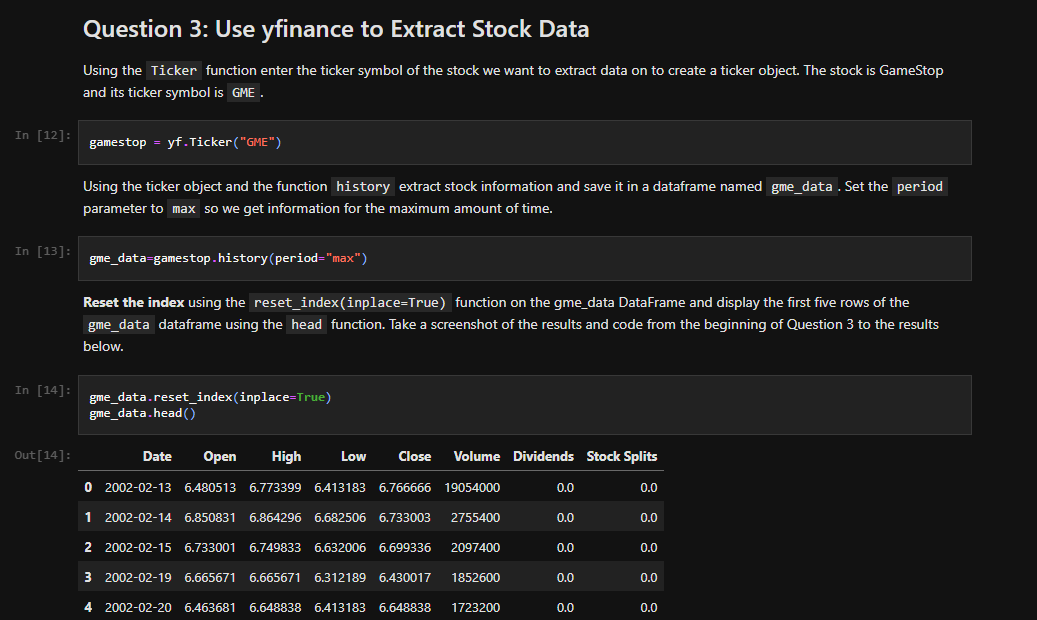 Question 3: Use yfinance to Extract Stock Data
Using the Ticker function enter the ticker symbol of the stock we want to extract data on to create a ticker object. The stock is GameStop
and its ticker symbol is GME .
In [12]: gamestop = yf.Ticker("GME")
Using the ticker object and the function history extract stock information and save it in a dataframe named gme_data . Set the period
parameter to max so we get information for the maximum amount of time.
In [13]: gme_data=gamestop.history(period="max")
Reset the index using the reset_index(inplace=True) function on the gme_data DataFrame and display the first five rows of the
gme_data dataframe using the head function. Take a screenshot of the results and code from the beginning of Question 3 to the results
below.
In [14]: gme_data.reset_index(inplace=True)
gme_data.head()
Out[14]: Date Open High Low Close Volume Dividends Stock Splits
0 2002-02-13 6.480513 6.773399 6.413183 6.766666 19054000 0.0 0.0
1 2002-02-14 6.850831 6.864296 6.682506 6.733003 2755400 0.0 0.0
2 2002-02-15 6.733001 6.749833 6.632006 6.699336 2097400 0.0 0.0
3 2002-02-19 6.665671 6.665671 6.312189 6.430017 1852600 0.0 0.0
4 2002-02-20 6.463681 6.648838 6.413183 6.648838 1723200 0.0 0.0